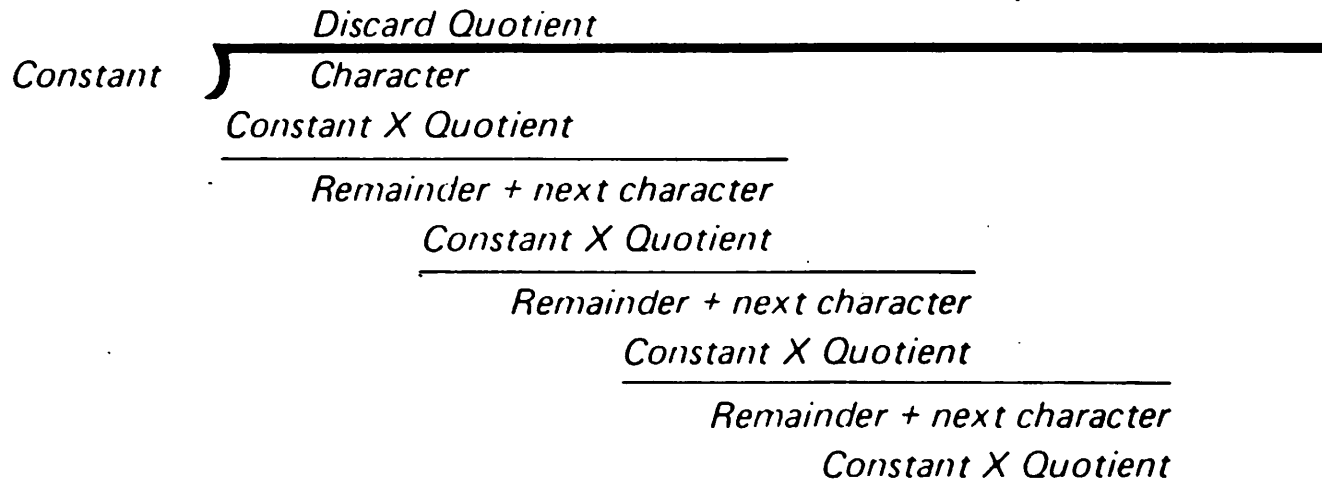 Discard Quotient
Constant ) Character
Constant X Quotient
Remainder + next character
Constant X Quotient
Remainder + next character
Constant X Quotient
Remainder + next character
Constant X Quotient